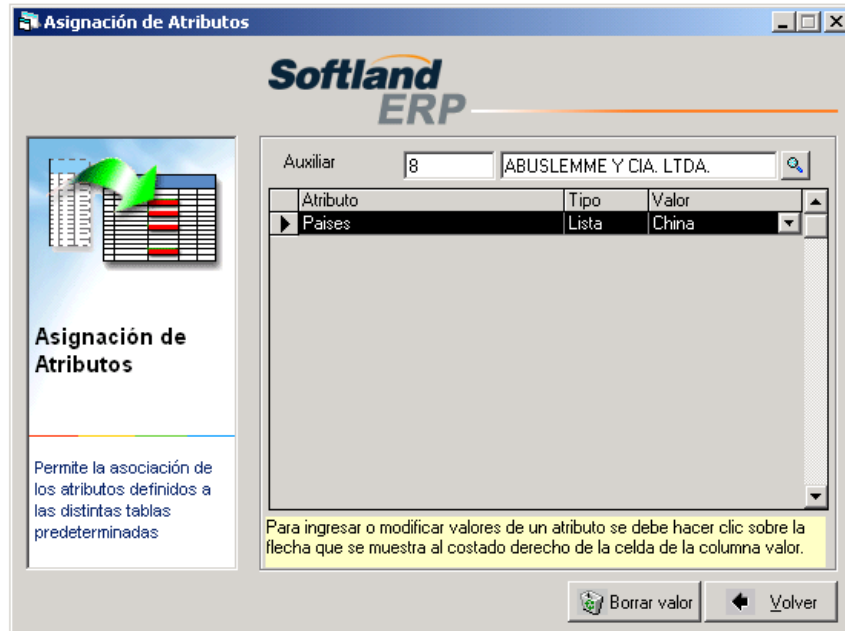 Asignación de Atributos
Softland
ERP
Auxiliar 8 ABUSLEMME Y CIA. LTDA.
Atributo Tipo Valor
Paises Lista China
Asignación de
Atributos
Permite la asociación de
los atributos definidos a
las distintas tablas
predeterminadas
Para ingresar o modificar valores de un atributo se debe hacer clic sobre la
flecha que se muestra al costado derecho de la celda de la columna valor.
Borrar valor Volver